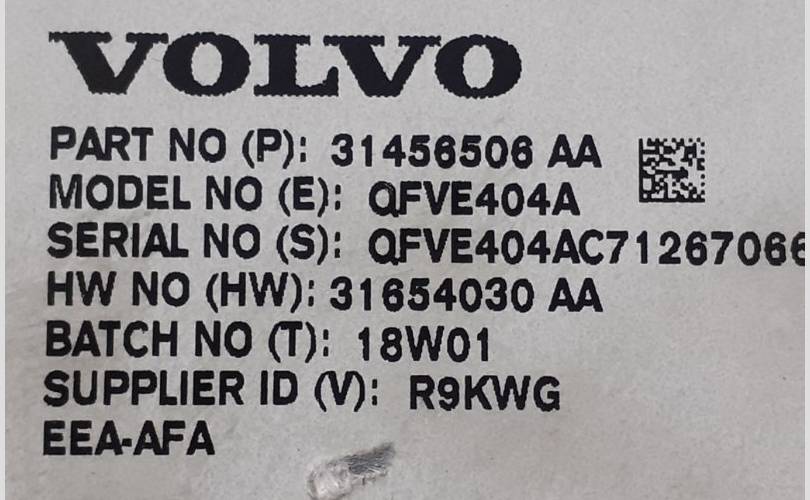 VOLVO
PART NO (P): 31456506 AA
MODEL NO (E): QFVE404A
SERIAL NO (S): QFVE404AC71267066
HW NO (HW): 31654030 AA
BATCH NO (T): 18W01
SUPPLIER ID (V): R9KWG
EEA-AFA